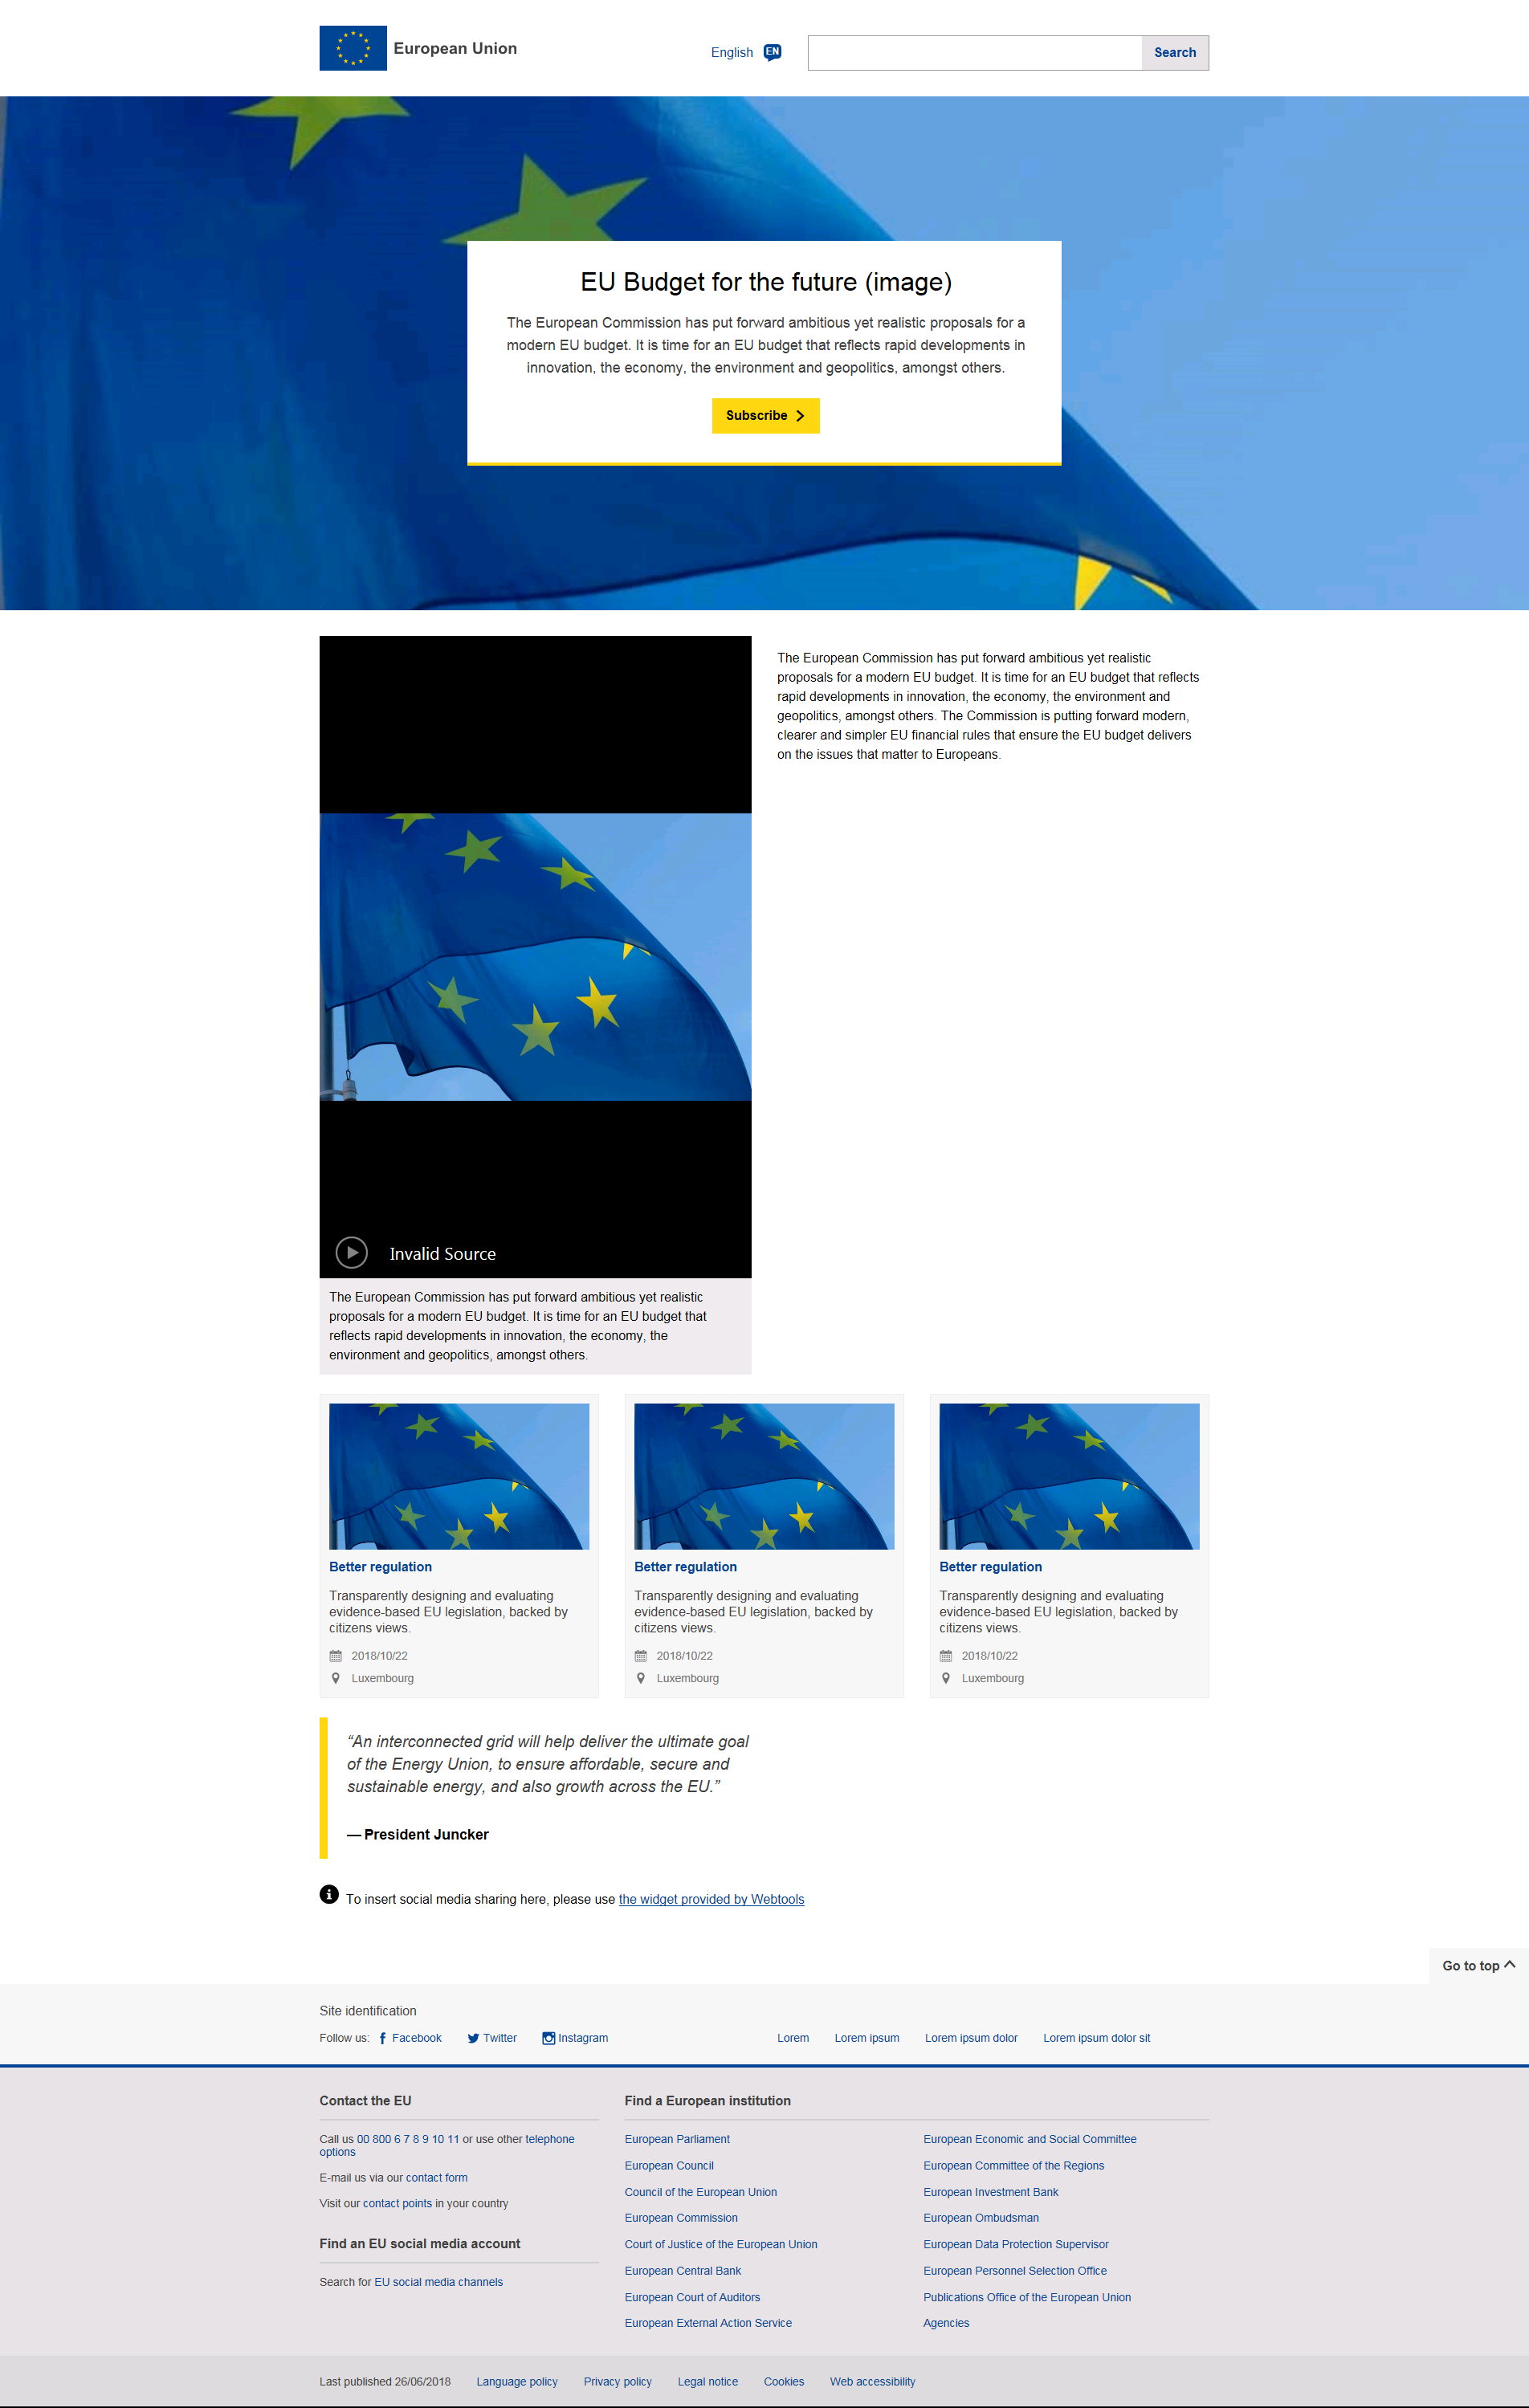 European Union
English EN
Search
EU Budget for the future (image)
The European Commission has put forward ambitious yet realistic proposals for a
modern EU budget. It is time for an EU budget that reflects rapid developments in
innovation, the economy, the environment and geopolitics, amongst others.
Subscribe
The European Commission has put forward ambitious yet realistic
proposals for a modern EU budget. It is time for an EU budget that reflects
rapid developments in innovation, the economy, the environment and
geopolitics, amongst others. The Commission is putting forward modern,
clearer and simpler EU financial rules that ensure the EU budget delivers
on the issues that matter to Europeans.
Invalid Source
The European Commission has put forward ambitious yet realistic
proposals for a modern EU budget. It is time for an EU budget that
reflects rapid developments in innovation, the economy, the
environment and geopolitics, amongst others.
Better regulation
Transparently designing and evaluating
evidence-based EU legislation, backed by
citizens views.
2018/10/22
Luxembourg
Better regulation
Transparently designing and evaluating
evidence-based EU legislation, backed by
citizens views.
2018/10/22
Luxembourg
Better regulation
Transparently designing and evaluating
evidence-based EU legislation, backed by
citizens views.
2018/10/22
Luxembourg
“An interconnected grid will help deliver the ultimate goal
of the Energy Union, to ensure affordable, secure and
sustainable energy, and also growth across the EU.”
— President Juncker
To insert social media sharing here, please use the widget provided by Webtools
Go to top
Site identification
Follow us: Facebook Twitter Instagram
Lorem Lorem ipsum Lorem ipsum dolor Lorem ipsum dolor sit
Contact the EU
Call us 00 800 6 7 8 9 10 11 or use other telephone
options
E-mail us via our contact form
Visit our contact points in your country
Find an EU social media account
Search for EU social media channels
Find a European institution
European Parliament
European Council
Council of the European Union
European Commission
Court of Justice of the European Union
European Central Bank
European Court of Auditors
European External Action Service
European Economic and Social Committee
European Committee of the Regions
European Investment Bank
European Ombudsman
European Data Protection Supervisor
European Personnel Selection Office
Publications Office of the European Union
Agencies
Last published 26/06/2018 Language policy Privacy policy Legal notice Cookies Web accessibility